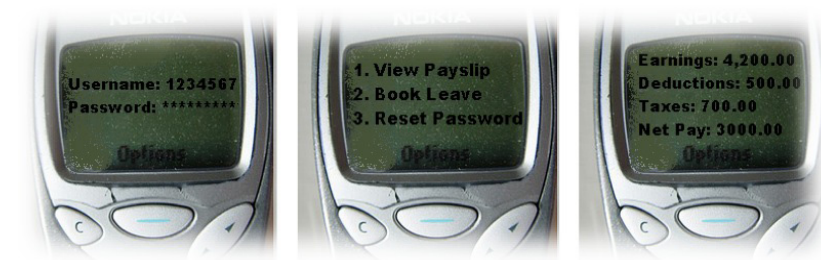 NOKIA
Username: 1234567
Password: *********
Options
C
NOKIA
1. View Payslip
2. Book Leave
3. Reset Password
Options
C
NOKIA
Earnings: 4,200.00
Deductions: 500.00
Taxes: 700.00
Net Pay: 3000.00
Options
C